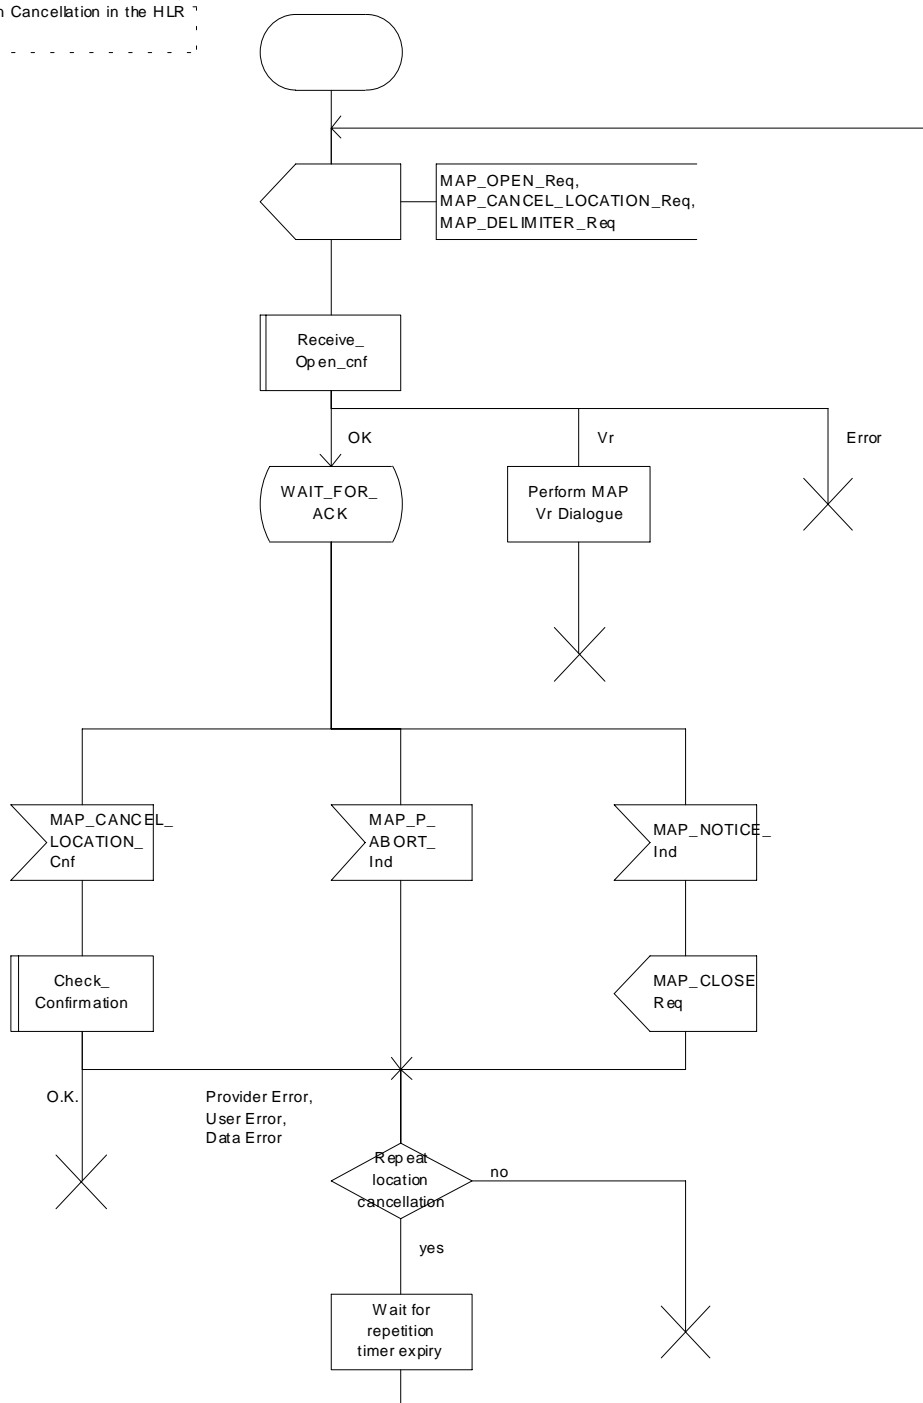 n Cancellation in the HLR
MAP_OPEN_Req,
MAP_CANCEL_LOCATION_Req,
MAP_DELIMITER_Req
Receive_
Open_cnf
OK
Vr
Error
WAIT_FOR_
ACK
Perform MAP
Vr Dialogue
MAP_CANCEL_
LOCATION_
Cnf
MAP_P_
ABORT_
Ind
MAP_NOTICE_
Ind
Check_
Confirmation
MAP_CLOSE
Req
O.K.
Provider Error,
User Error,
Data Error
Repeat
location
cancellation
no
yes
Wait for
repetition
timer expiry